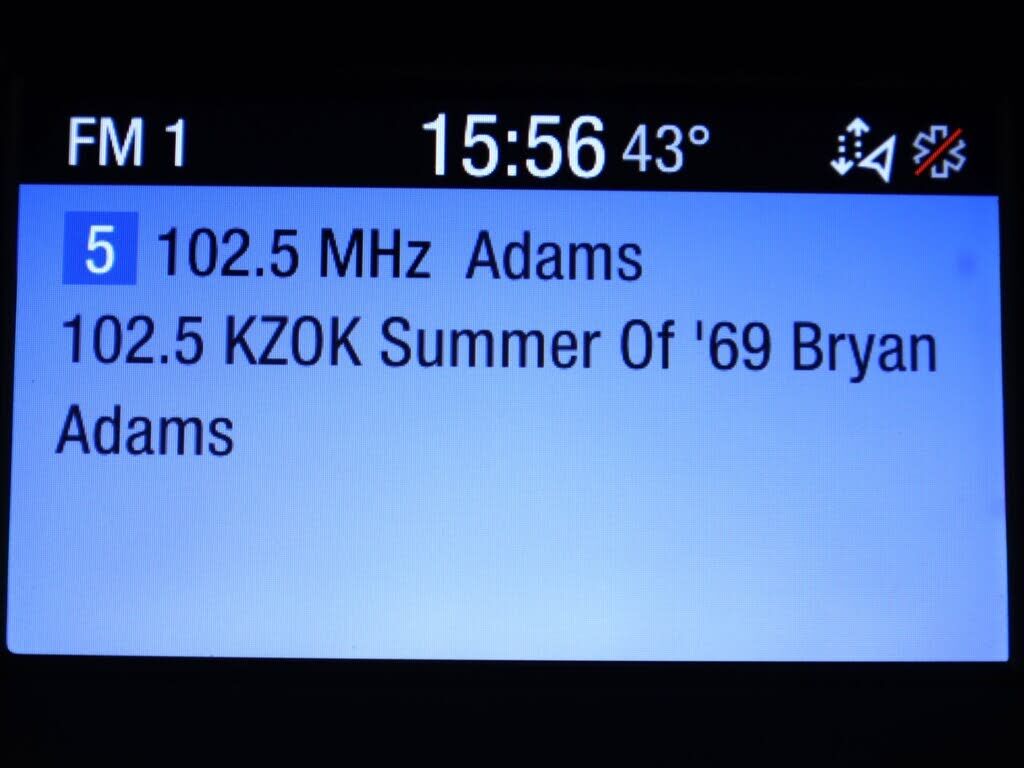 FM 1 15:56 43°
5 102.5 MHz Adams
102.5 KZOK Summer Of '69 Bryan
Adams